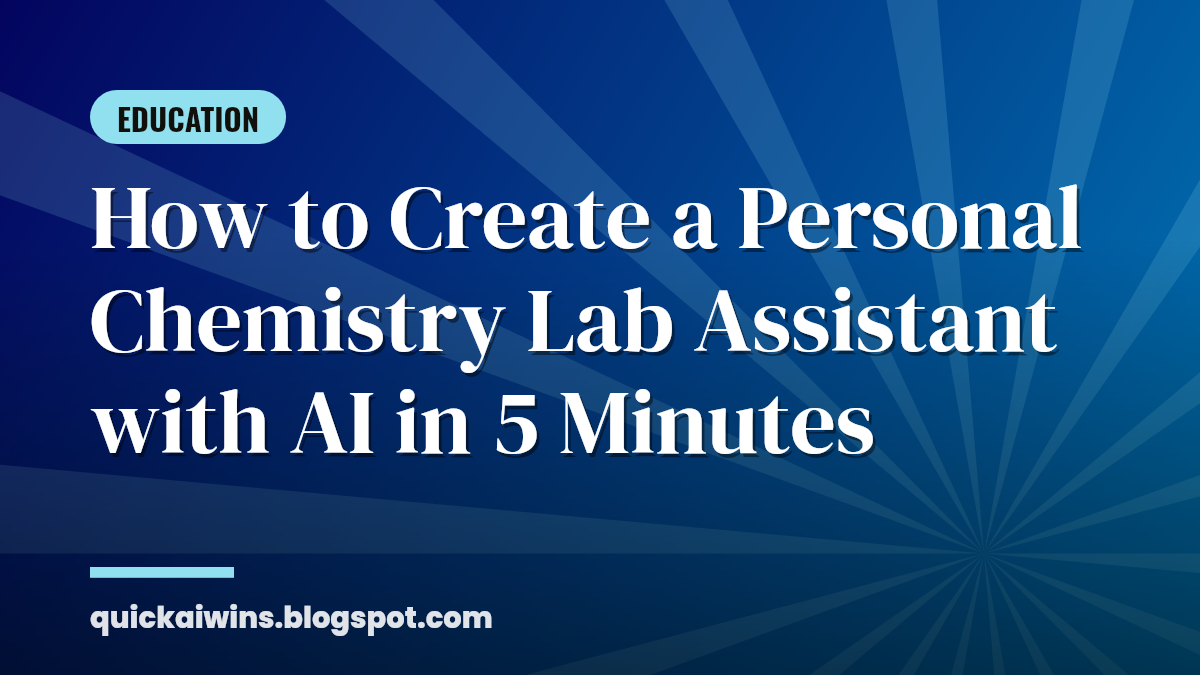 EDUCATION
How to Create a Personal
Chemistry Lab Assistant
with AI in 5 Minutes
quickaiwins.blogspot.com